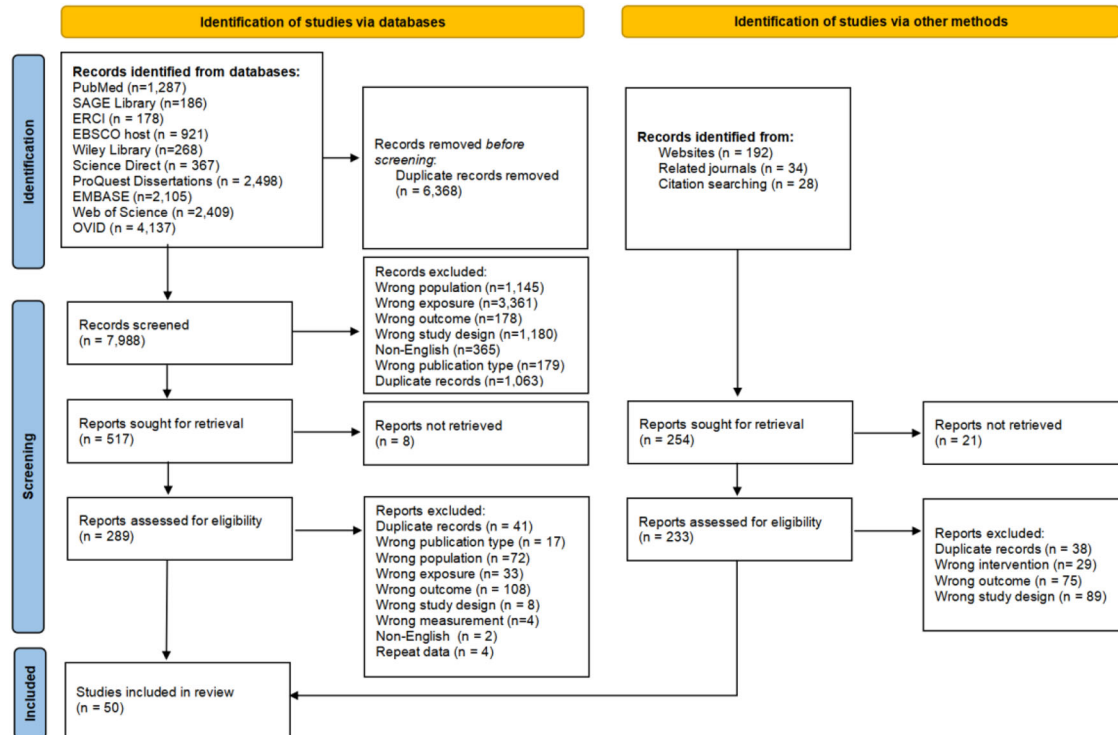 Identification of studies via databases
Identification of studies via other methods
Identification
Records identified from databases:
PubMed (n=1,287)
SAGE Library (n=186)
ERCI (n = 178)
EBSCO host (n = 921)
Wiley Library (n=268)
Science Direct (n = 367)
ProQuest Dissertations (n = 2,498)
EMBASE (n=2,105)
Web of Science (n =2,409)
OVID (n = 4,137)
Records removed before
screening:
Duplicate records removed
(n = 6,368)
Records identified from:
Websites (n = 192)
Related journals (n = 34)
Citation searching (n = 28)
Screening
Records screened
(n = 7,988)
Records excluded:
Wrong population (n=1,145)
Wrong exposure (n=3,361)
Wrong outcome (n=178)
Wrong study design (n=1,180)
Non-English (n=365)
Wrong publication type (n=179)
Duplicate records (n=1,063)
Reports sought for retrieval
(n = 517)
Reports not retrieved
(n = 8)
Reports sought for retrieval
(n = 254)
Reports not retrieved
(n = 21)
Reports assessed for eligibility
(n = 289)
Reports excluded:
Duplicate records (n = 41)
Wrong publication type (n = 17)
Wrong population (n =72)
Wrong exposure (n = 33)
Wrong outcome (n = 108)
Wrong study design (n = 8)
Wrong measurement (n=4)
Non-English (n = 2)
Repeat data (n = 4)
Reports assessed for eligibility
(n = 233)
Reports excluded:
Duplicate records (n = 38)
Wrong intervention (n= 29)
Wrong outcome (n = 75)
Wrong study design (n = 89)
Included
Studies included in review
(n = 50)